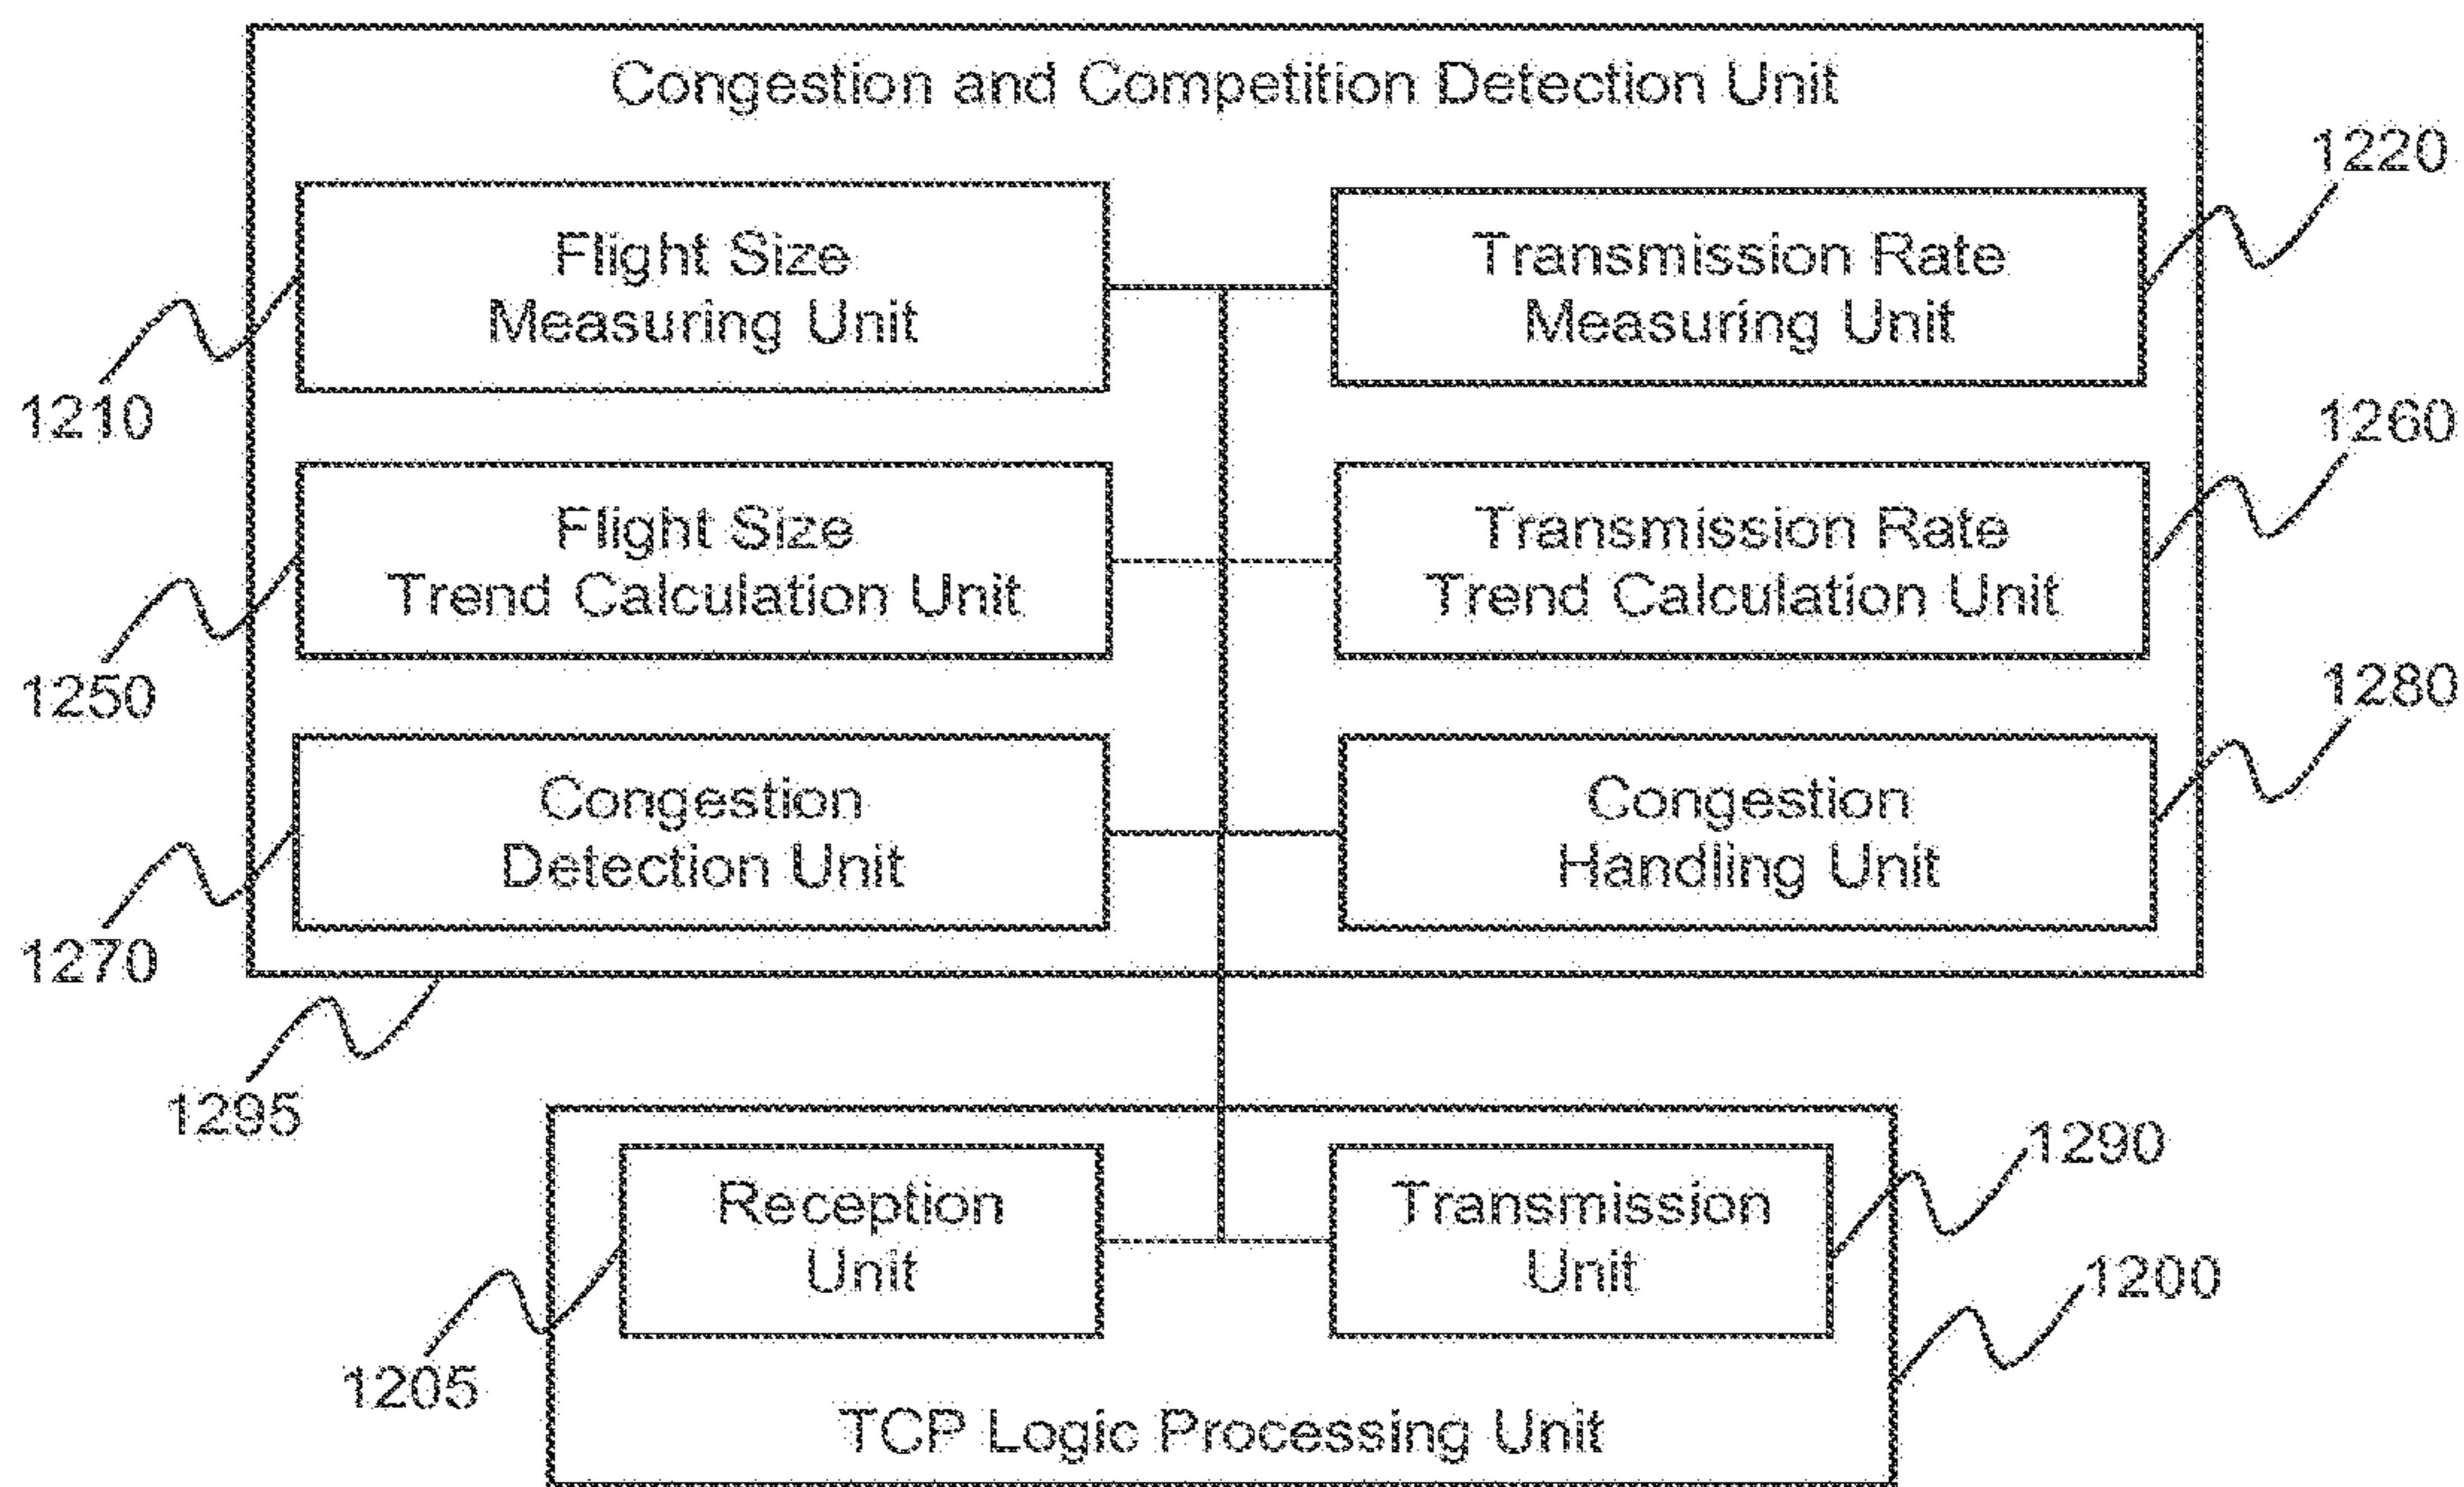 Congestion and Competition Detection Unit
1220
Flight Size
Measuring Unit
Transmission Rate
Measuring Unit
1210
1260
Flight Size
Trend Calculation Unit
Transmission Rate
Trend Calculation Unit
1250
1280
Congestion
Detection Unit
Congestion
Handling Unit
1270
1295
1290
Reception
Unit
Transmission
Unit
1200
1205
TCP Logic Processing Unit